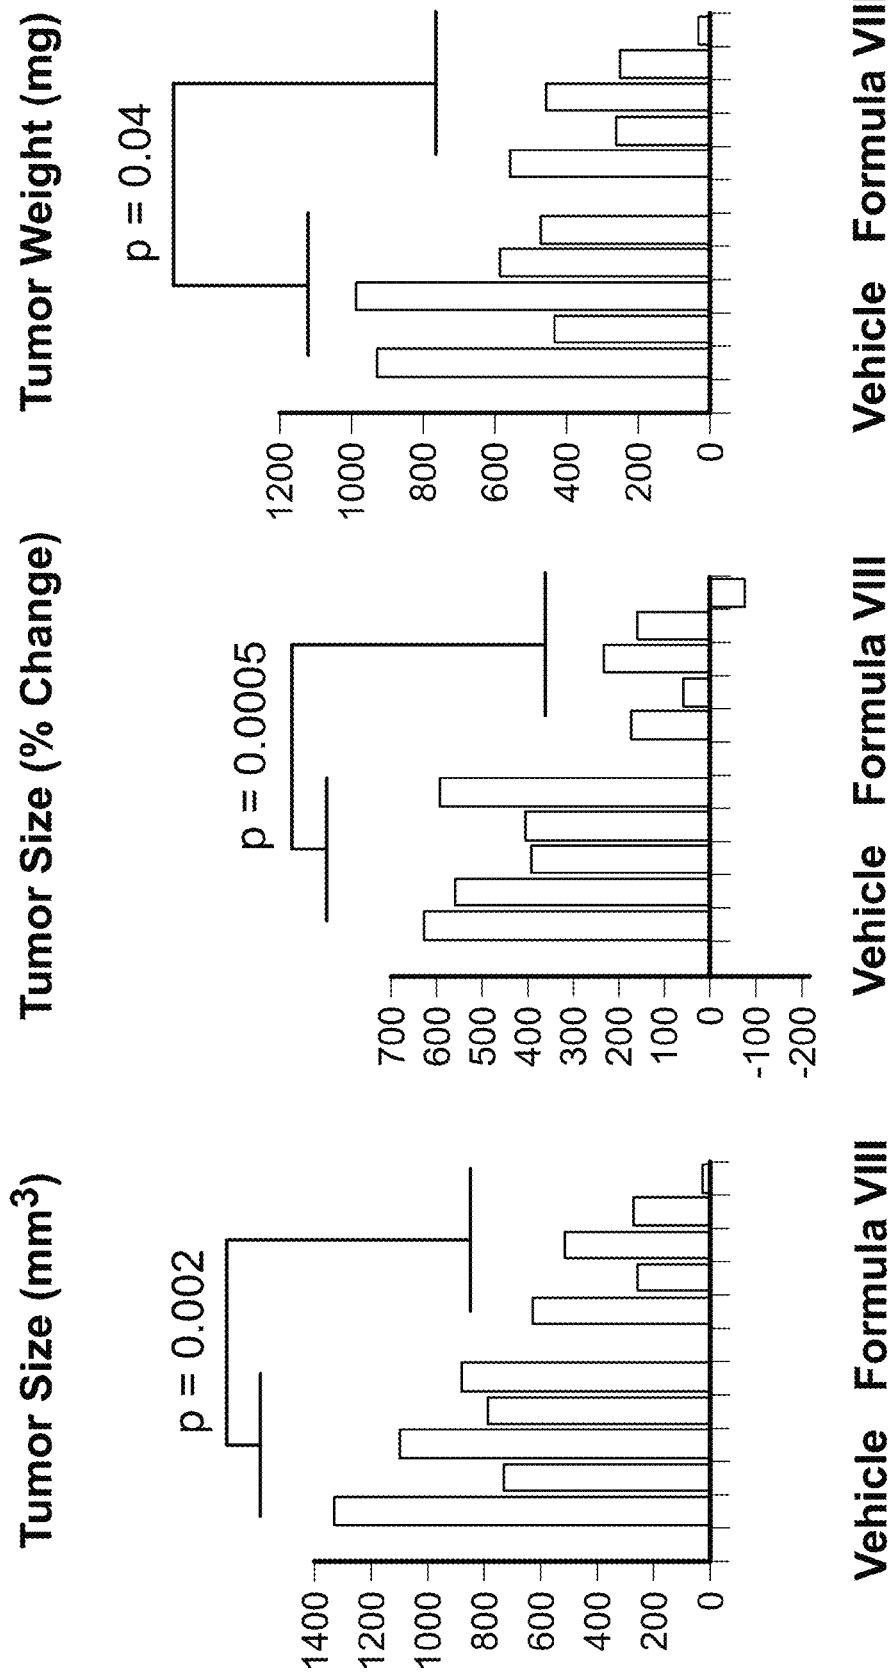 Tumor Size (mm3)
p = 0.002
1400
1200
1000
800
600
400
200
0
Vehicle Formula VIII
Tumor Size (% Change)
p = 0.0005
700
600
500
400
300
200
100
0
-100
-200
Vehicle Formula VIII
Tumor Weight (mg)
p = 0.04
1200
1000
800
600
400
200
0
Vehicle Formula VIII